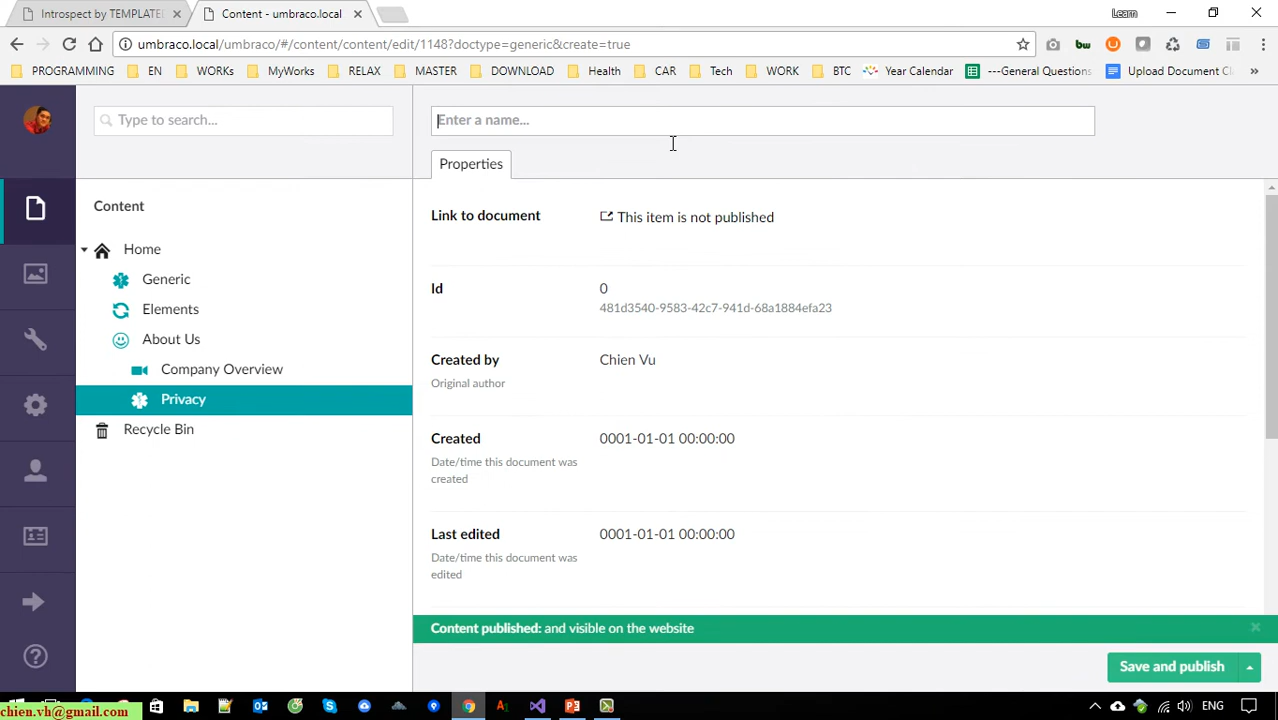 Introspect by TEMPLATE
Content - umbraco.local
Learn
umbraco.local/umbraco/#/content/content/edit/1148?doctype=generic&create=true
PROGRAMMING
EN
WORKs
MyWorks
RELAX
MASTER
DOWNLOAD
Health
CAR
Tech
WORK
BTC
Year Calendar
---General Questions
Upload Document Cl
»
Type to search...
Enter a name...
Properties
Content
Home
Generic
Elements
About Us
Company Overview
Privacy
Recycle Bin
Link to document
This item is not published
Id
0
481d3540-9583-42c7-941d-68a1884efa23
Created by
Original author
Chien Vu
Created
Date/time this document was
created
0001-01-01 00:00:00
Last edited
Date/time this document was
edited
0001-01-01 00:00:00
Content published: and visible on the website
Save and publish
chien.vh@gmail.com
ENG